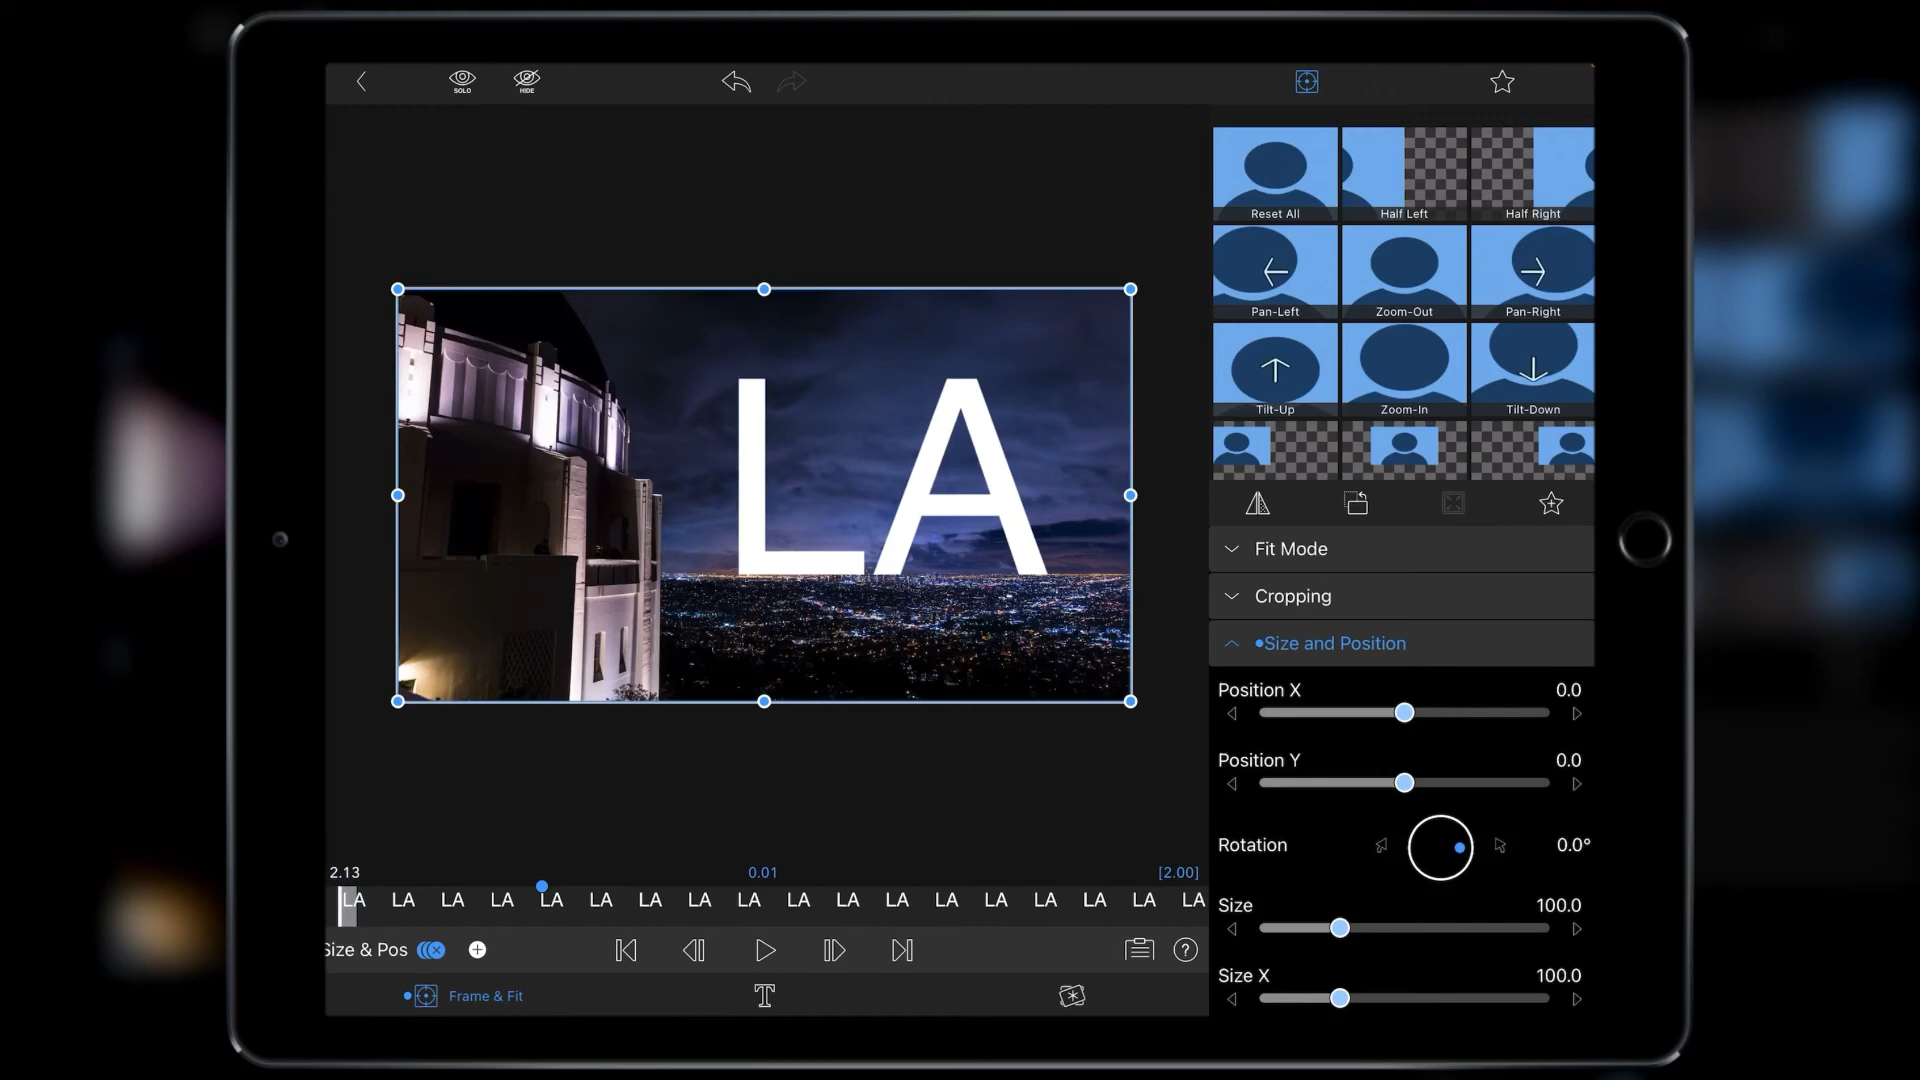 SOLO
HIDE
Reset All
Half Left
Half Right
Pan-Left
Zoom-Out
Pan-Right
LA
Tilt-Up
Zoom-In
Tilt-Down
Fit Mode
Cropping
Size and Position
Position X
0.0
Position Y
0.0
Rotation
0.0°
Size
100.0
Size X
100.0
2.13
0.01
[2.00]
LA LA LA LA LA LA LA LA LA LA LA LA LA LA LA LA LA LA
Size & Pos
?
Frame & Fit
T